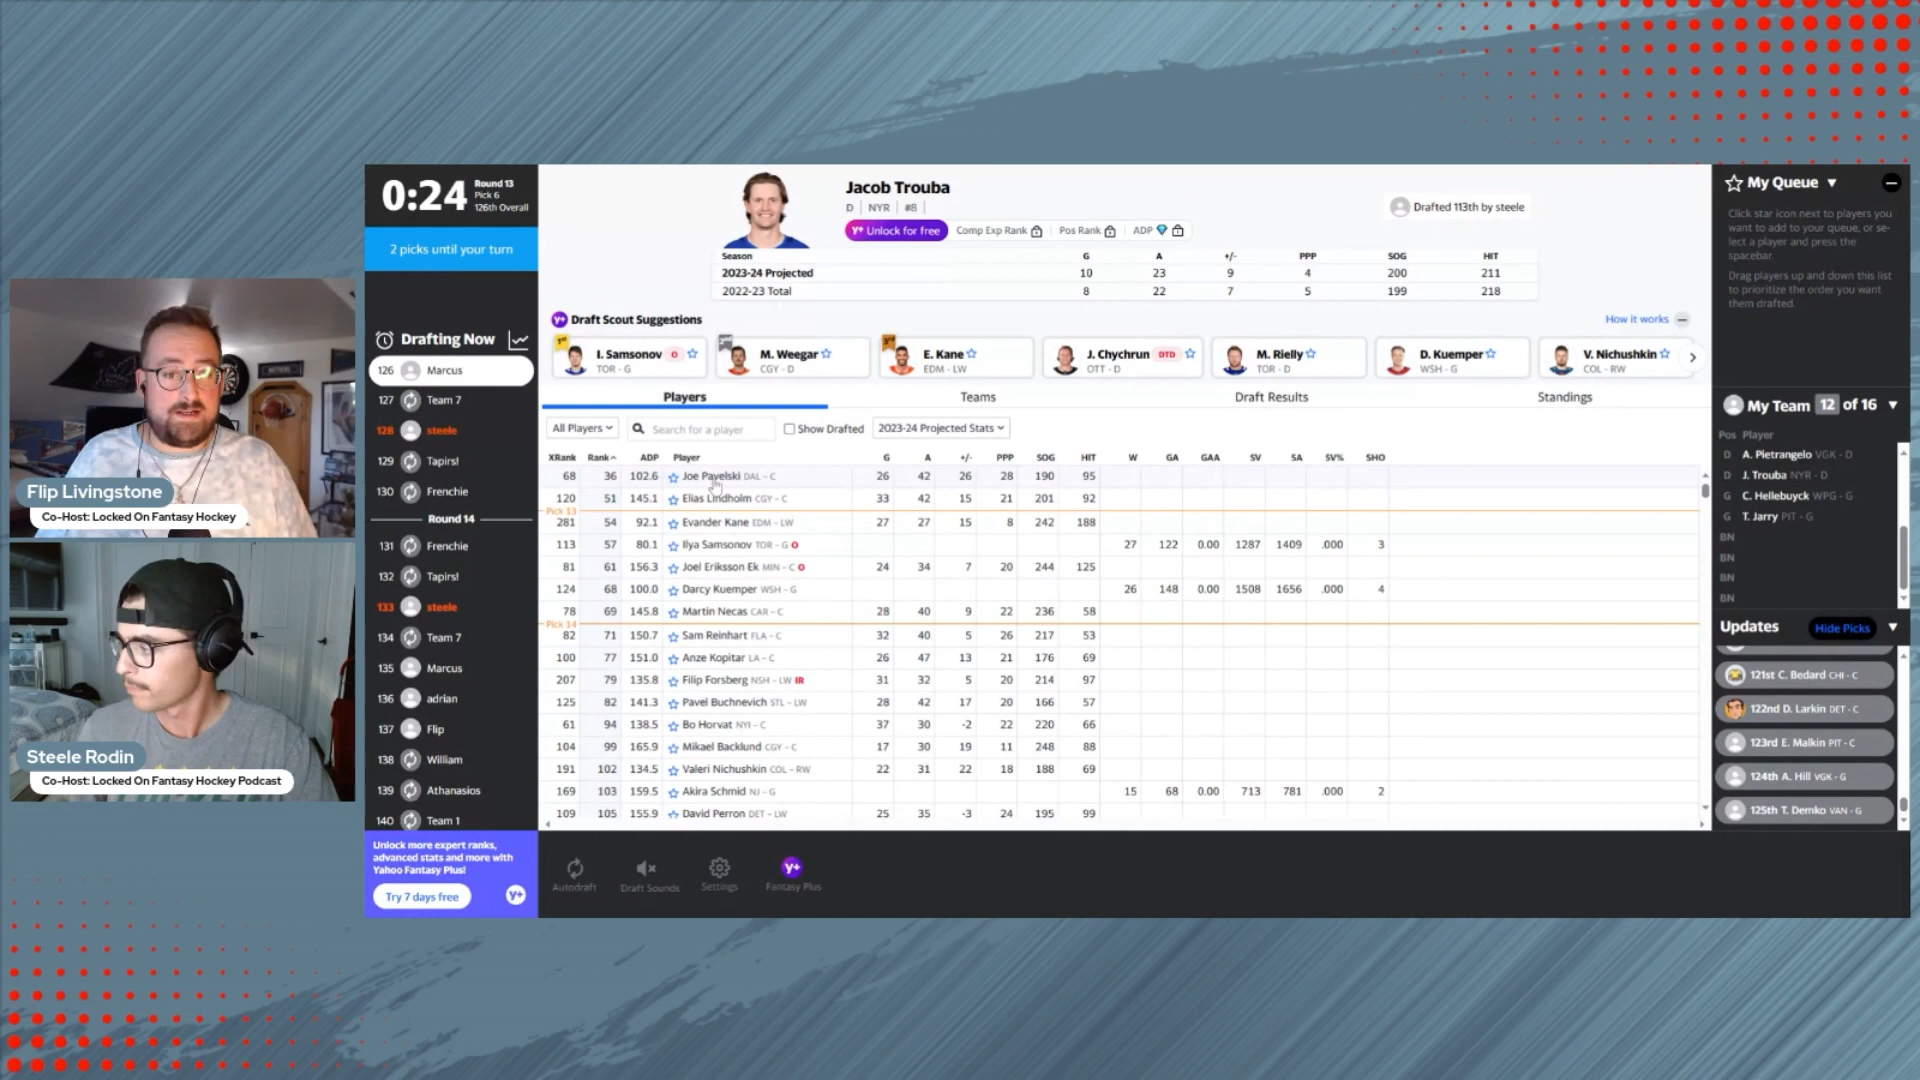 0:24
Round 13
Pick 6
126th Overall
2 picks until your turn
Drafting Now
126 Marcus
127 Team 7
128 steele
129 Tapirs!
130 Frenchie
Round 14
131 Frenchie
132 Tapirs!
133 steele
134 Team 7
135 Marcus
136 adrian
137 Flip
138 William
139 Athanasios
140 Team 1
Unlock more expert ranks,
advanced stats and more with
Yahoo Fantasy Plus!
Try 7 days free
Y+
Flip Livingstone
Co-Host: Locked On Fantasy Hockey
Steele Rodin
Co-Host: Locked On Fantasy Hockey Podcast
Jacob Trouba
D | NYR | #8 |
Y+ Unlock for free Comp Exp Rank | Pos Rank | ADP
Drafted 113th by steele
Season G A +/- PPP SOG HIT
2023-24 Projected 10 23 9 4 200 211
2022-23 Total 8 22 7 5 199 218
Y+ Draft Scout Suggestions
How it works
I. Samsonov O
TOR - G
M. Weegar
CGY - D
E. Kane
EDM - LW
J. Chychrun DTD
OTT - D
M. Rielly
TOR - D
D. Kuemper
WSH - G
V. Nichushkin
COL - RW
Players Teams Draft Results Standings
All Players Search for a player Show Drafted 2023-24 Projected Stats
XRank Rank ADP Player G A +/- PPP SOG HIT W GA GAA SV SA SV% SHO
68 36 102.6 Joe Pavelski DAL - C 26 42 26 28 190 95
120 51 145.1 Elias Lindholm CGY - C 33 42 15 21 201 92
Pick 13
281 54 92.1 Evander Kane EDM - LW 27 27 15 8 242 188
113 57 80.1 Ilya Samsonov TOR - G O 27 122 0.00 1287 1409 .000 3
81 61 156.3 Joel Eriksson Ek MIN - C O 24 34 7 20 244 125
124 68 100.0 Darcy Kuemper WSH - G 26 148 0.00 1508 1656 .000 4
78 69 145.8 Martin Necas CAR - C 28 40 9 22 236 58
Pick 14
82 71 150.7 Sam Reinhart FLA - C 32 40 5 26 217 53
100 77 151.0 Anze Kopitar LA - C 26 47 13 21 176 69
207 79 135.8 Filip Forsberg NSH - LW IR 31 32 5 20 214 97
125 82 141.3 Pavel Buchnevich STL - LW 28 42 17 20 166 57
61 94 138.5 Bo Horvat NYI - C 37 30 -2 22 220 66
104 99 165.9 Mikael Backlund CGY - C 17 30 19 11 248 88
191 102 134.5 Valeri Nichushkin COL - RW 22 31 22 18 188 69
169 103 159.5 Akira Schmid NJ - G 15 68 0.00 713 781 .000 2
109 105 155.9 David Perron DET - LW 25 35 -3 24 195 99
Autodraft Draft Sounds Settings Fantasy Plus
My Queue
Click star icon next to players you
want to add to your queue, or se-
lect a player and press the
spacebar.
Drag players up and down this list
to prioritize the order you want
them drafted.
My Team 12 of 16
Pos Player
D A. Pietrangelo VGK - D
D J. Trouba NYR - D
G C. Hellebuyck WPG - G
G T. Jarry PIT - G
BN
BN
BN
BN
Updates Hide Picks
121st C. Bedard CHI - C
122nd D. Larkin DET - C
123rd E. Malkin PIT - C
124th A. Hill VGK - G
125th T. Demko VAN - G